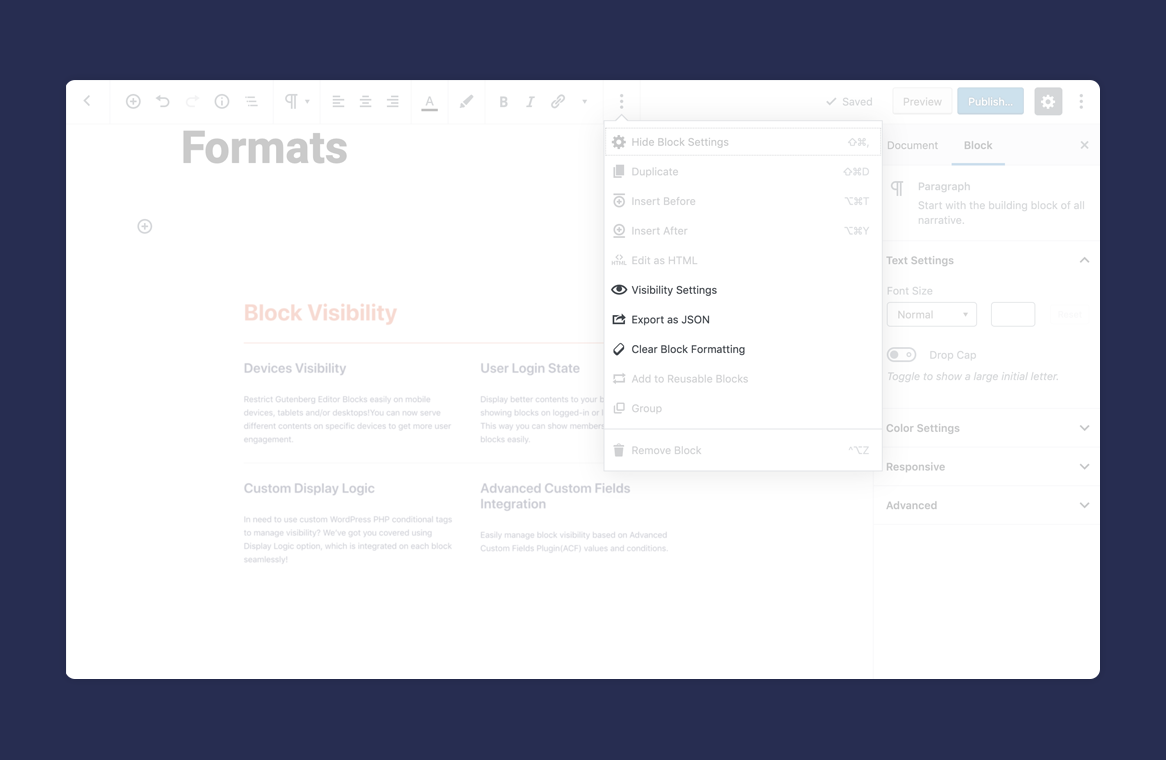 A
B
I
Saved
Preview
Publish...
Formats
Hide Block Settings ⇧⌘,
Duplicate ⇧⌘D
Insert Before ⌥⌘T
Insert After ⌥⌘Y
HTML Edit as HTML
Visibility Settings
Export as JSON
Clear Block Formatting
Add to Reusable Blocks
Group
Remove Block ^⌥Z
Document
Block
Paragraph
Start with the building block of all
narrative.
Text Settings
Font Size
Normal
Drop Cap
Toggle to show a large initial letter.
Color Settings
Responsive
Advanced
Block Visibility
Devices Visibility
Restrict Gutenberg Editor Blocks easily on mobile
devices, tablets and/or desktops!You can now serve
different contents on specific devices to get more user
engagement.
User Login State
Display better contents to your b
showing blocks on logged-in or
This way you can show members
blocks easily.
Custom Display Logic
In need to use custom WordPress PHP conditional tags
to manage visibility? We've got you covered using
Display Logic option, which is integrated on each block
seamlessly!
Advanced Custom Fields
Integration
Easily manage block visibility based on Advanced
Custom Fields Plugin(ACF) values and conditions.